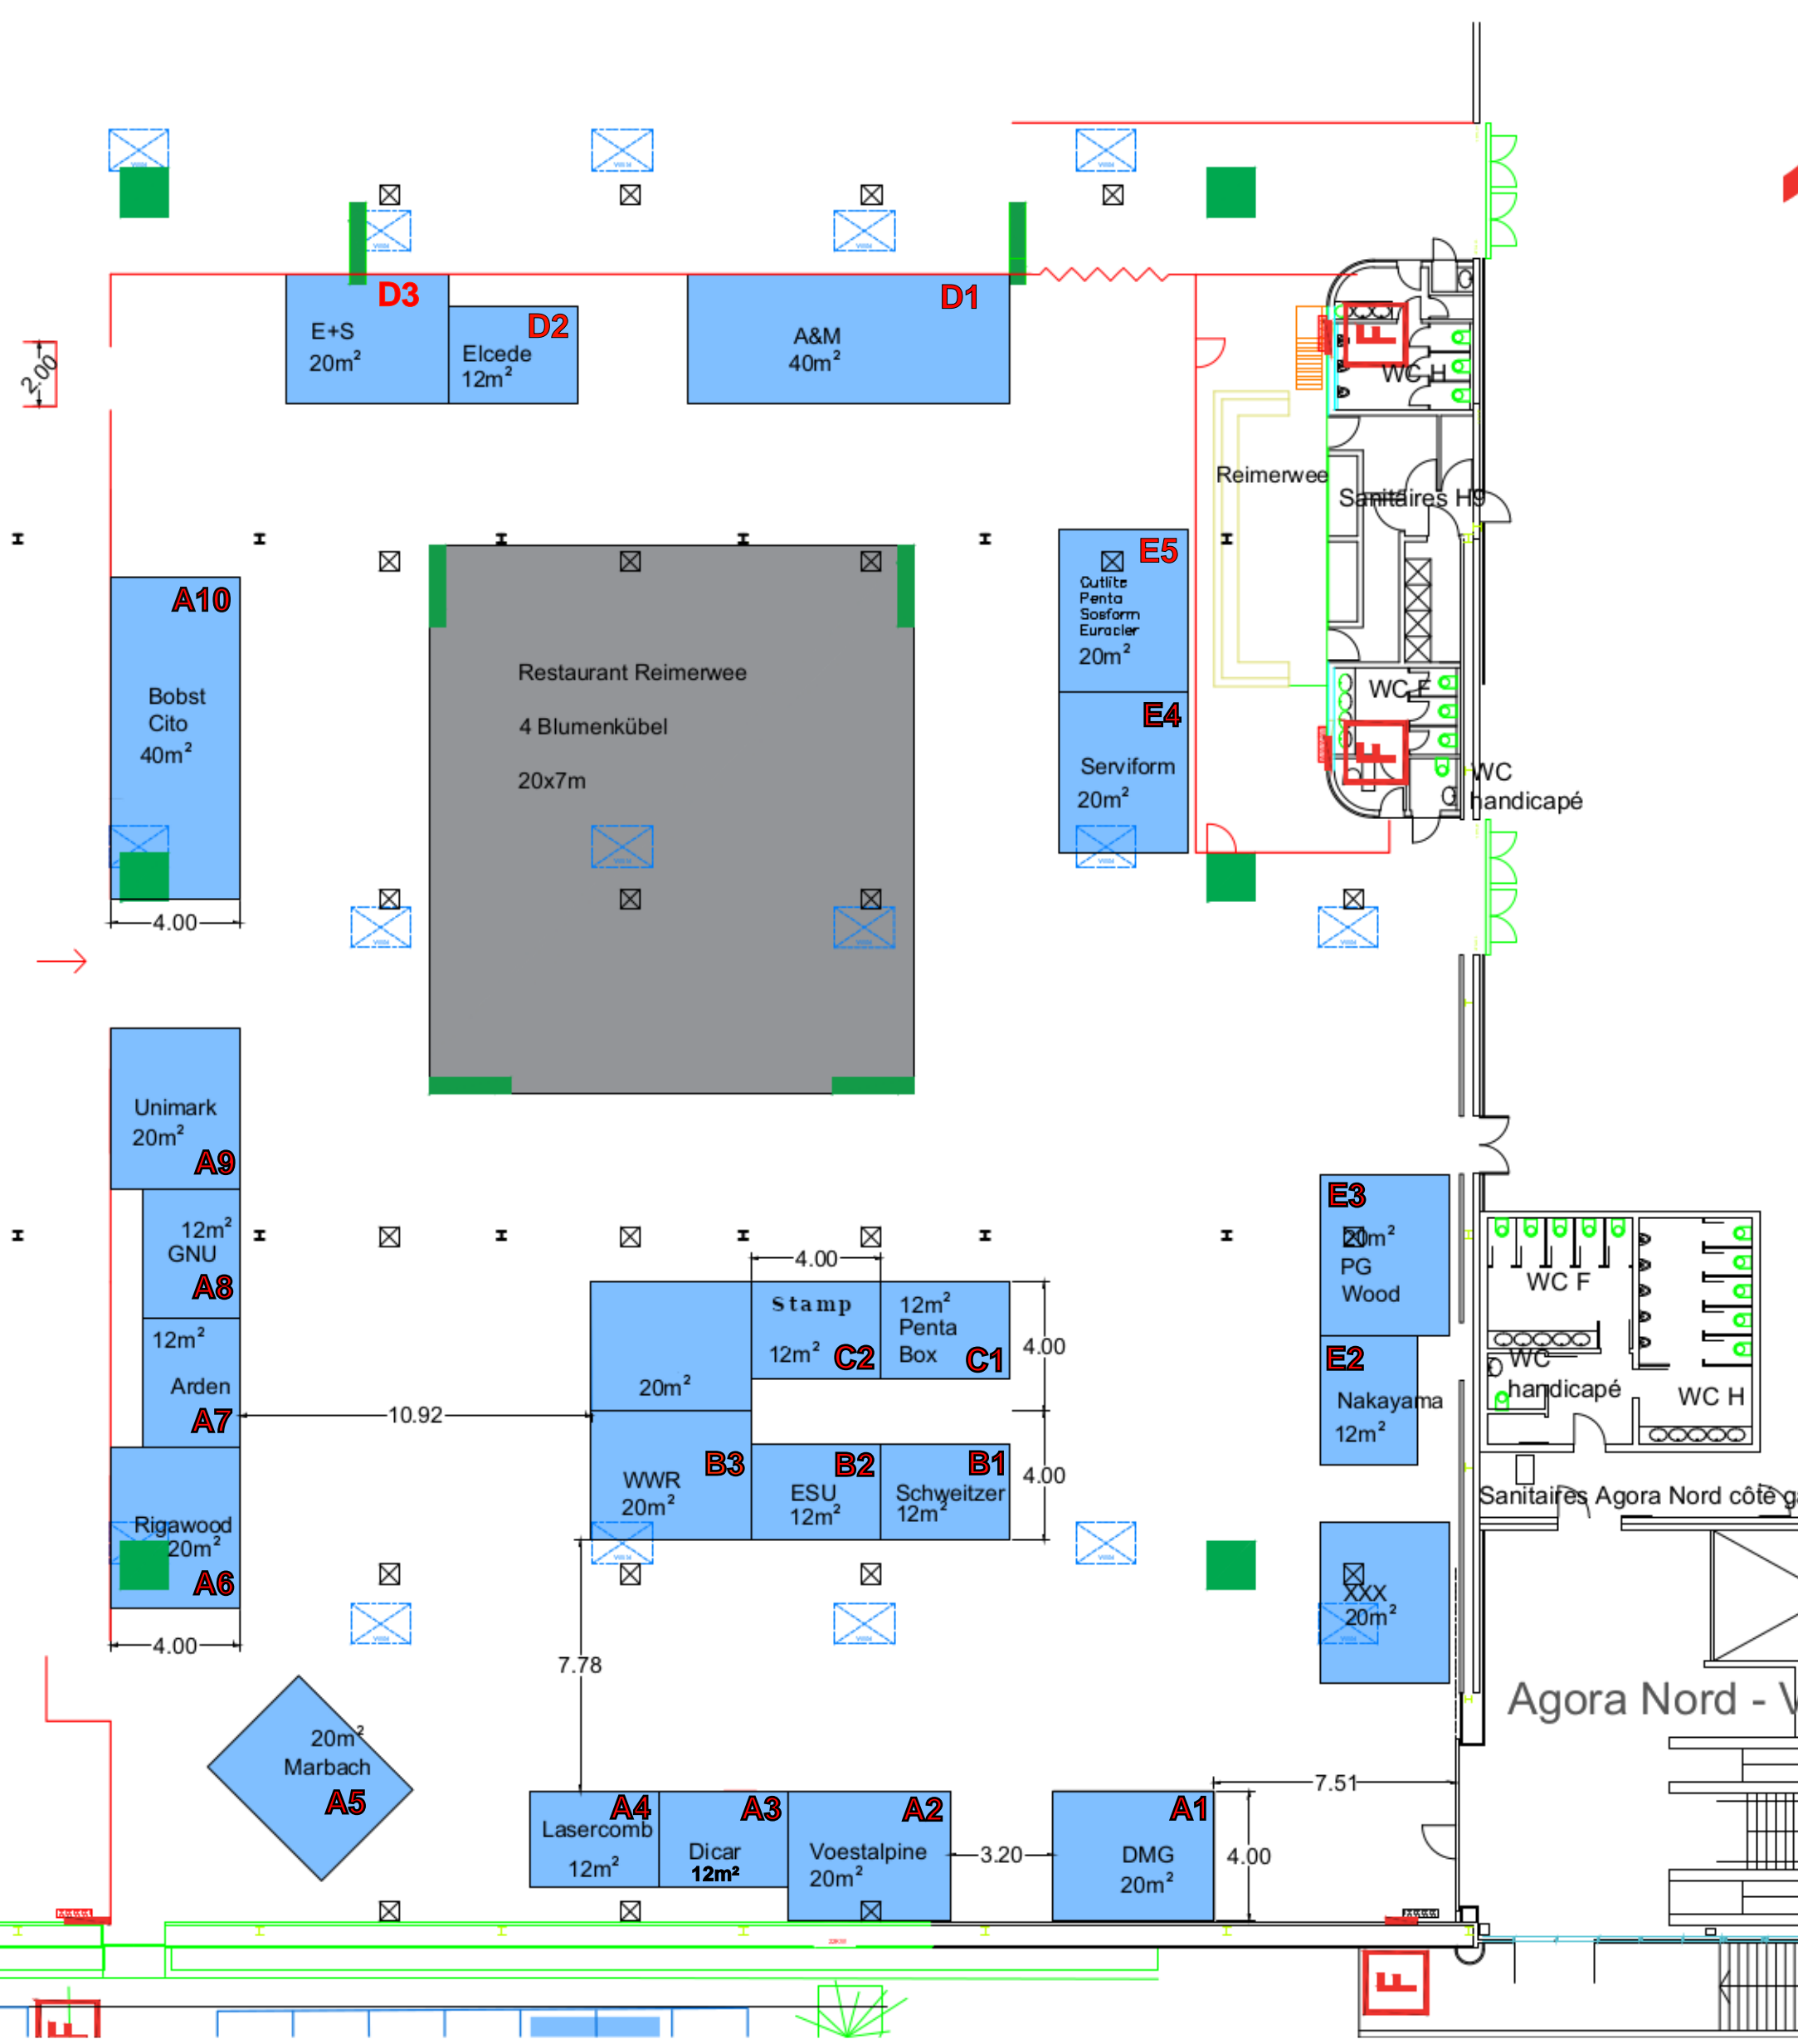 D3
E+S
20m²
D2
Elcede
12m²
D1
A&M
40m²
2.00
F
WC H
Reimerwee
Sanitaires H9
A10
Bobst
Cito
40m²
4.00
Restaurant Reimerwee
4 Blumenkübel
20x7m
E5
Cutlite
Penta
Sosform
Euracler
20m²
E4
Serviform
20m²
WC F
F
WC
handicapé
Unimark
20m²
A9
12m²
GNU
A8
12m²
Arden
A7
Rigawood
20m²
A6
4.00
10.92
4.00
Stamp
12m²
C2
12m²
Penta
Box
C1
4.00
20m²
WWR
20m²
B3
B2
ESU
12m²
B1
Schweitzer
12m²
4.00
E3
20m²
PG
Wood
E2
Nakayama
12m²
WC F
WC
handicapé
WC H
Sanitaires Agora Nord côté ga
XXX
20m²
Agora Nord - V
7.78
20m²
Marbach
A5
A4
Lasercomb
12m²
A3
Dicar
12m²
A2
Voestalpine
20m²
3.20
A1
DMG
20m²
4.00
7.51
F
F